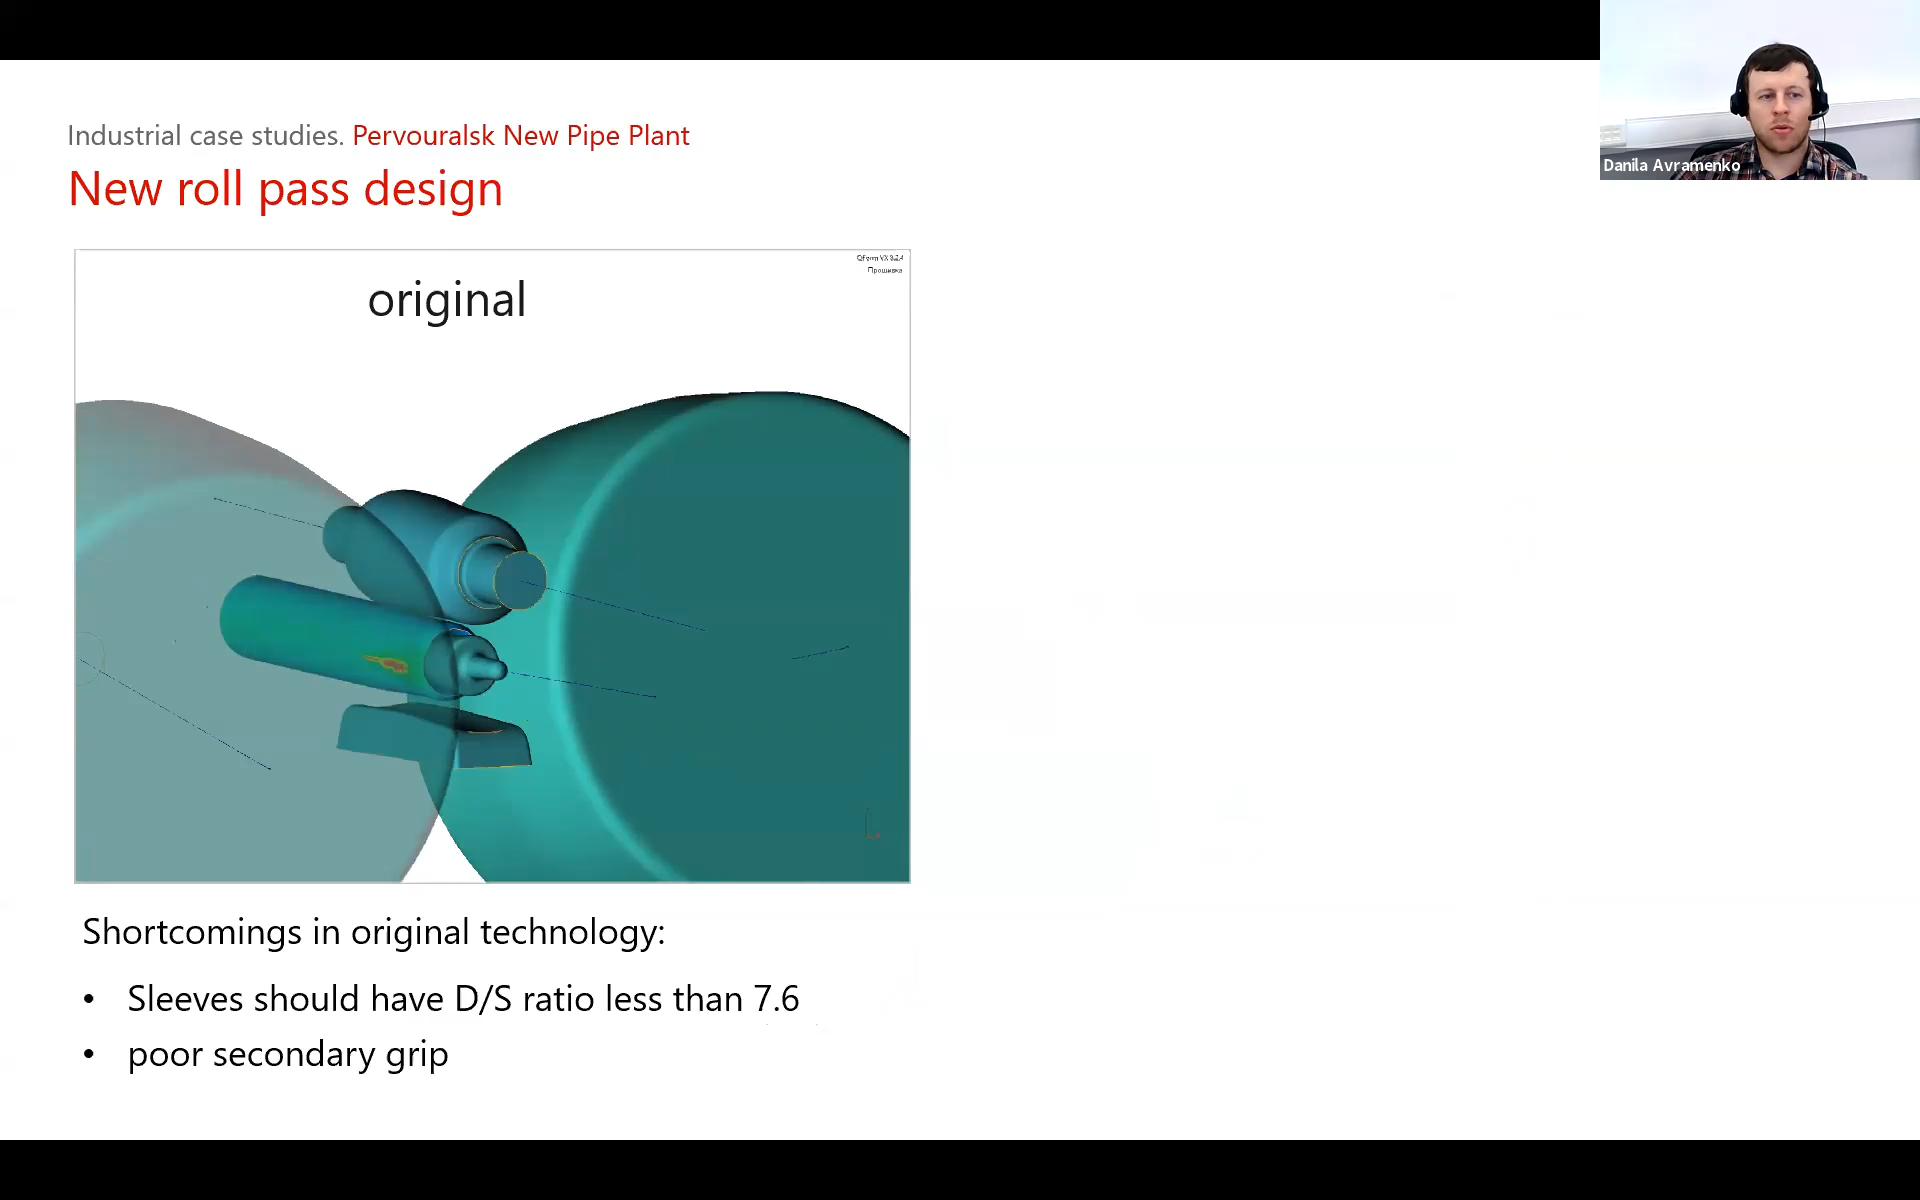 Industrial case studies. Pervouralsk New Pipe Plant
New roll pass design
Danila Avramenko
QForm VX 8.2.4
Прошивка
original
Shortcomings in original technology:
• Sleeves should have D/S ratio less than 7.6
• poor secondary grip